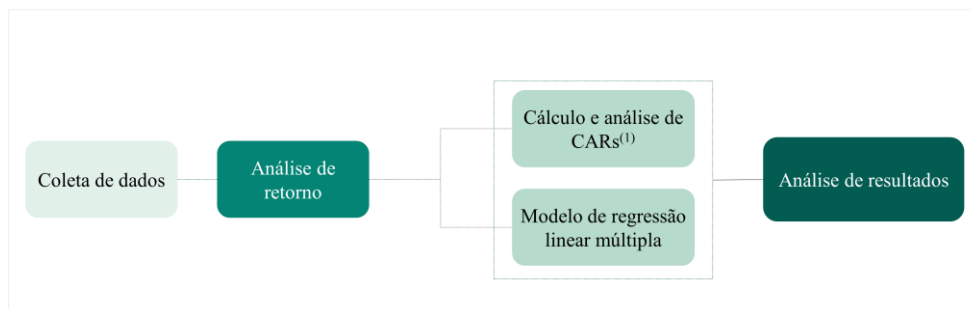 Coleta de dados
Análise de
retorno
Cálculo e análise de
CARs⁽¹⁾
Modelo de regressão
linear múltipla
Análise de resultados